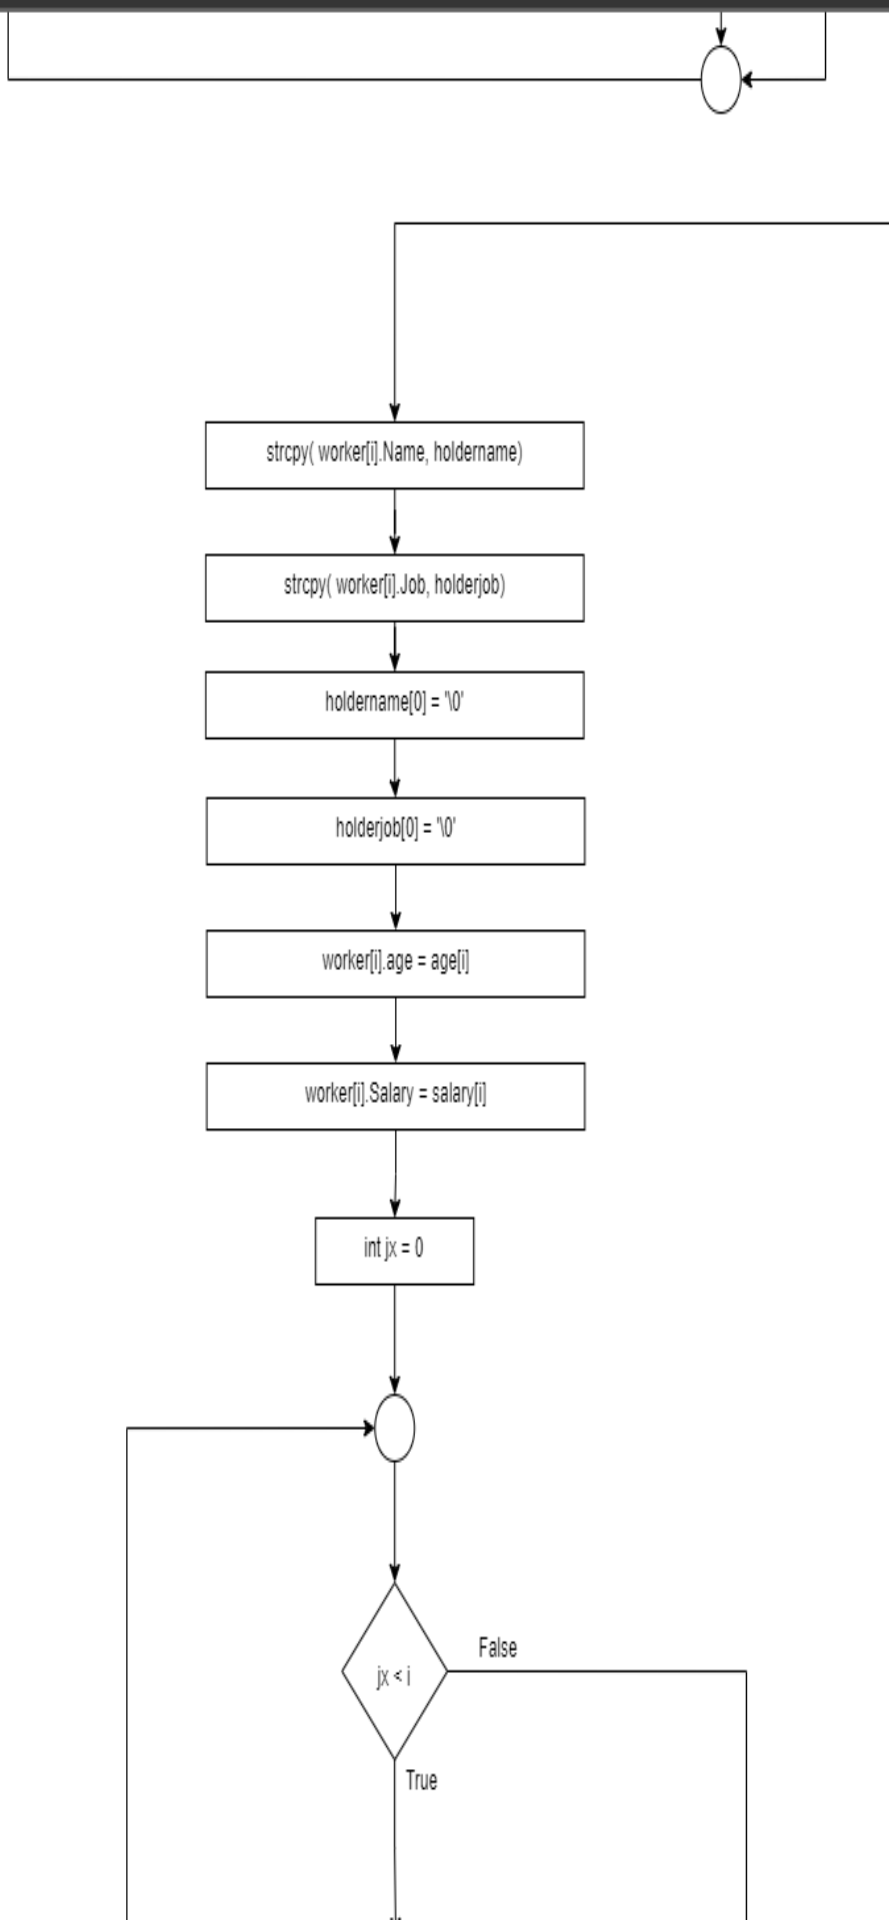 strcpy( worker[i].Name, holdername)
strcpy( worker[i].Job, holderjob)
holdername[0] = '\0'
holderjob[0] = '\0'
worker[i].age = age[i]
worker[i].Salary = salary[i]
int jx = 0
False
jx < i
True